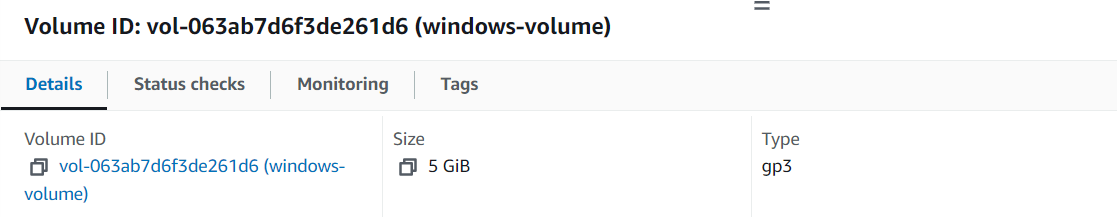 Volume ID: vol-063ab7d6f3de261d6 (windows-volume)
Details
Status checks
Monitoring
Tags
Volume ID
vol-063ab7d6f3de261d6 (windows-
volume)
Size
5 GiB
Type
gp3